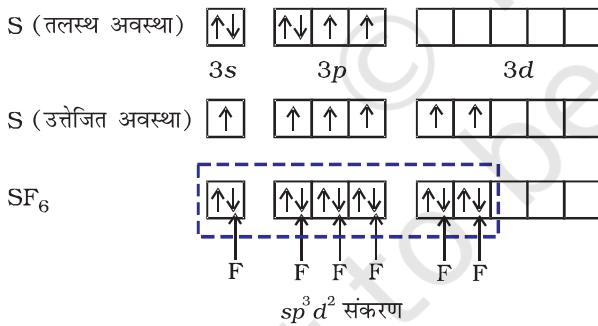 S (तलस्थ अवस्था) ↑↓ ↑↓ ↑ ↑
3s 3p 3d
S (उत्तेजित अवस्था) ↑ ↑ ↑ ↑ ↑ ↑
SF₆ ↑↓ ↑↓ ↑↓ ↑↓ ↑↓ ↑↓
F F F F F F
sp³d² संकरण